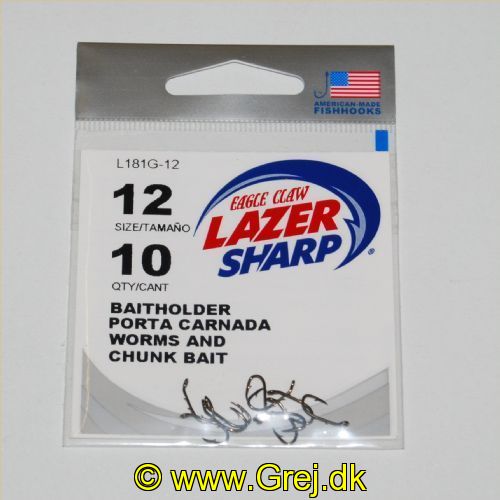 AMERICAN-MADE
FISHHOOKS
L181G-12
12
SIZE/TAMAÑO
10
QTY/CANT
EAGLE CLAW
LAZER
SHARP®
BAITHOLDER
PORTA CARNADA
WORMS AND
CHUNK BAIT
© www.Grej.dk